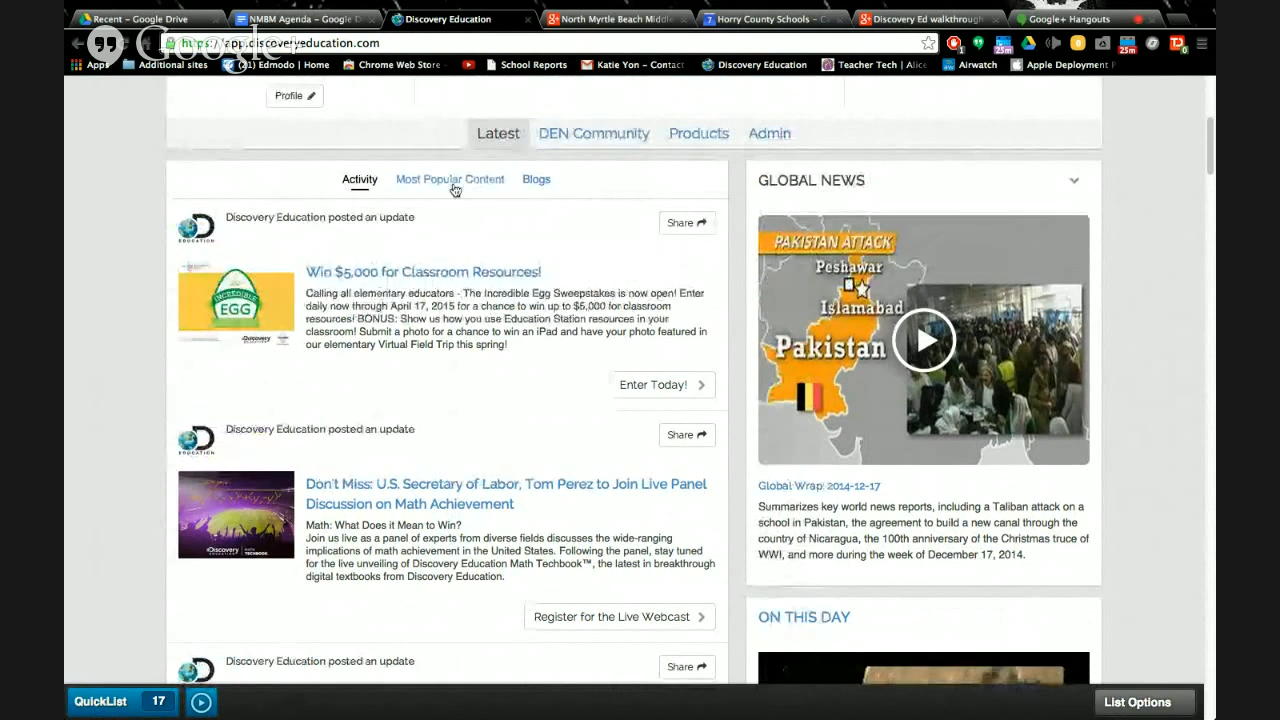 Recent – Google Drive
NMBM Agenda – Google D
Discovery Education
North Myrtle Beach Middle
Horry County Schools – Ca
Discovery Ed walkthrough
Google+ Hangouts
Google+
https://app.discoveryeducation.com
Apps
Additional sites
Edmodo | Home
Chrome Web Store
School Reports
Katie Yon – Contact
Discovery Education
Teacher Tech | Alice
Airwatch
Apple Deployment P
25m
25m
Profile
Latest
DEN Community
Products
Admin
Activity
Most Popular Content
Blogs
Discovery Education posted an update
Share
INCREDIBLE
EGG
Win $5,000 for Classroom Resources!
Calling all elementary educators - The Incredible Egg Sweepstakes is now open! Enter
daily now through April 17, 2015 for a chance to win up to $5,000 for classroom
resources! BONUS: Show us how you use Education Station resources in your
classroom! Submit a photo for a chance to win an iPad and have your photo featured in
our elementary Virtual Field Trip this spring!
Enter Today!
Discovery Education posted an update
Share
Don't Miss: U.S. Secretary of Labor, Tom Perez to Join Live Panel
Discussion on Math Achievement
Math: What Does it Mean to Win?
Join us live as a panel of experts from diverse fields discusses the wide-ranging
implications of math achievement in the United States. Following the panel, stay tuned
for the live unveiling of Discovery Education Math Techbook™, the latest in breakthrough
digital textbooks from Discovery Education.
Register for the Live Webcast
Discovery Education posted an update
Share
GLOBAL NEWS
PAKISTAN ATTACK
Peshawar
Islamabad
Pakistan
Global Wrap: 2014-12-17
Summarizes key world news reports, including a Taliban attack on a
school in Pakistan, the agreement to build a new canal through the
country of Nicaragua, the 100th anniversary of the Christmas truce of
WWI, and more during the week of December 17, 2014.
ON THIS DAY
QuickList
17
List Options